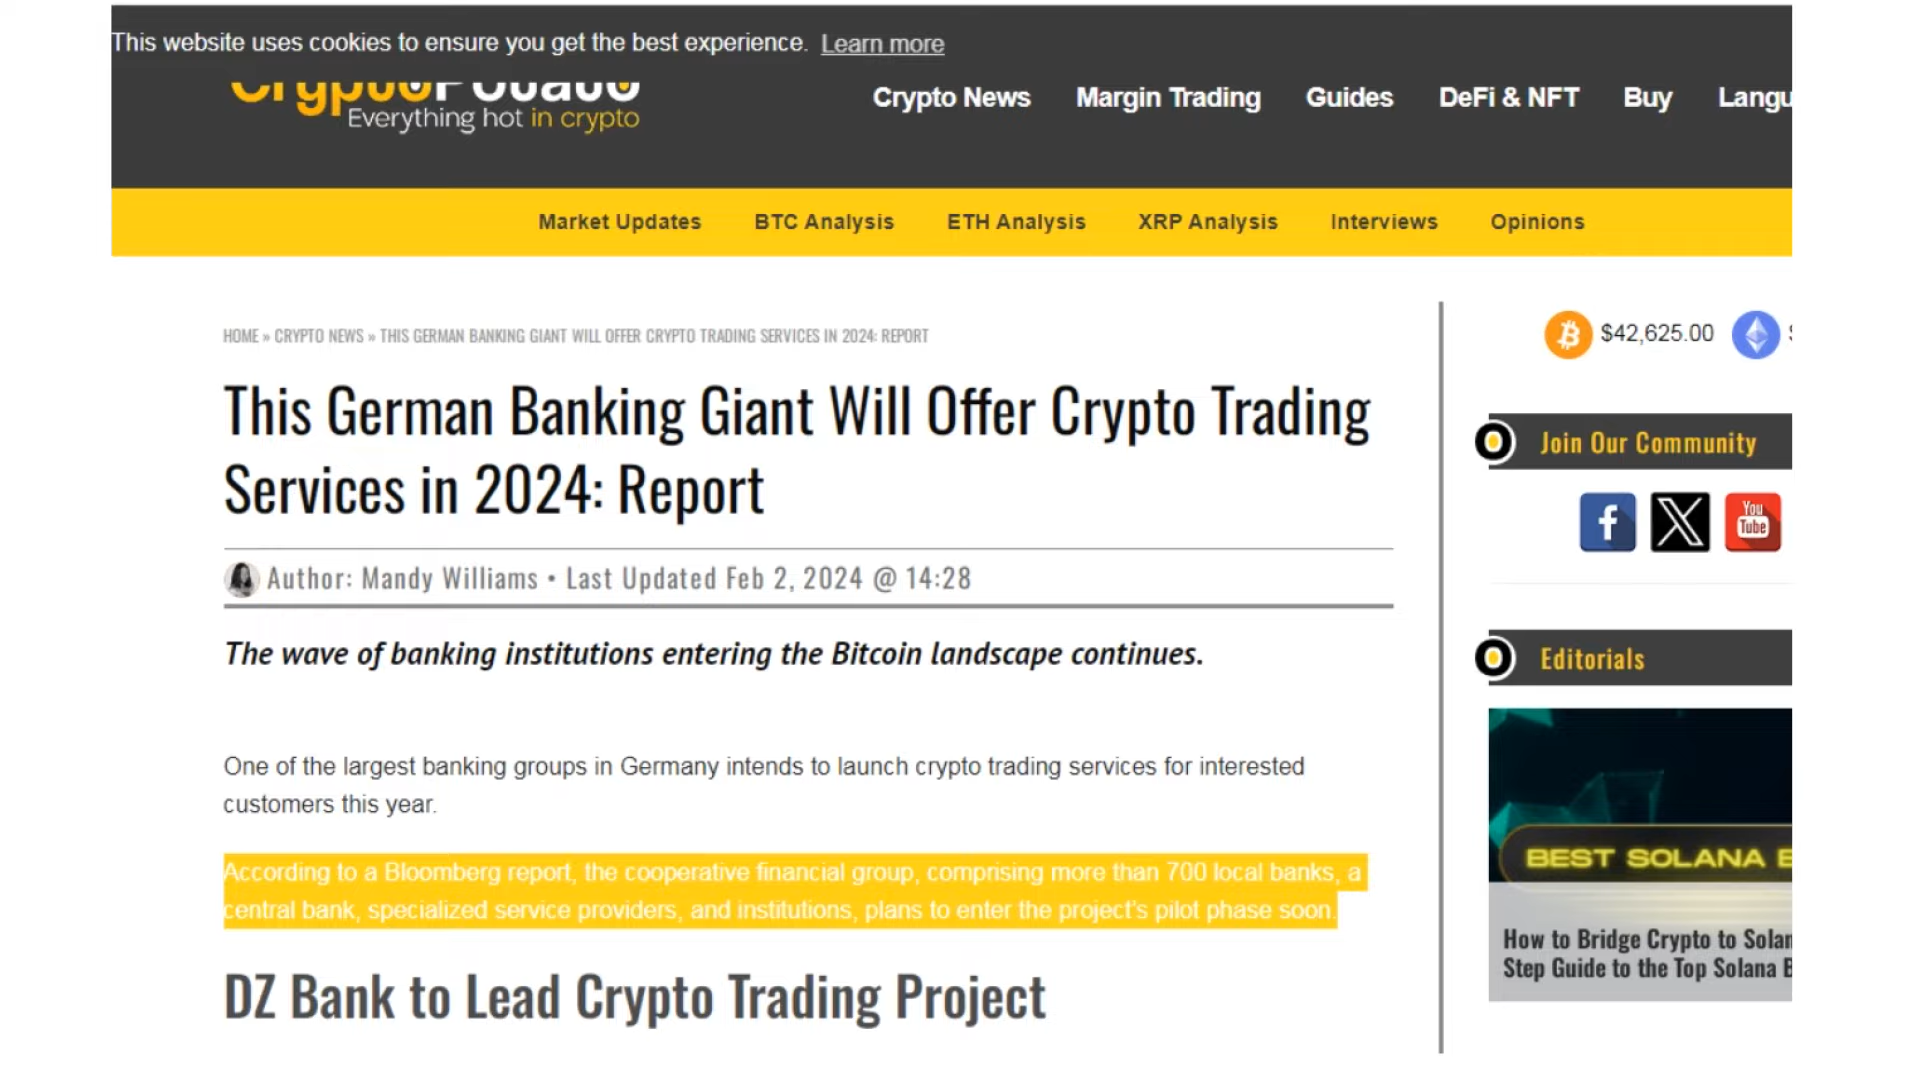 This website uses cookies to ensure you get the best experience. Learn more
CryptoPotato
Everything hot in crypto
Crypto News Margin Trading Guides DeFi & NFT Buy Langu
Market Updates BTC Analysis ETH Analysis XRP Analysis Interviews Opinions
HOME » CRYPTO NEWS » THIS GERMAN BANKING GIANT WILL OFFER CRYPTO TRADING SERVICES IN 2024: REPORT
This German Banking Giant Will Offer Crypto Trading
Services in 2024: Report
Author: Mandy Williams • Last Updated Feb 2, 2024 @ 14:28
The wave of banking institutions entering the Bitcoin landscape continues.
One of the largest banking groups in Germany intends to launch crypto trading services for interested
customers this year.
According to a Bloomberg report, the cooperative financial group, comprising more than 700 local banks, a
central bank, specialized service providers, and institutions, plans to enter the project's pilot phase soon.
DZ Bank to Lead Crypto Trading Project
$42,625.00
Join Our Community
You
Tube
Editorials
BEST SOLANA B
How to Bridge Crypto to Solan
Step Guide to the Top Solana B